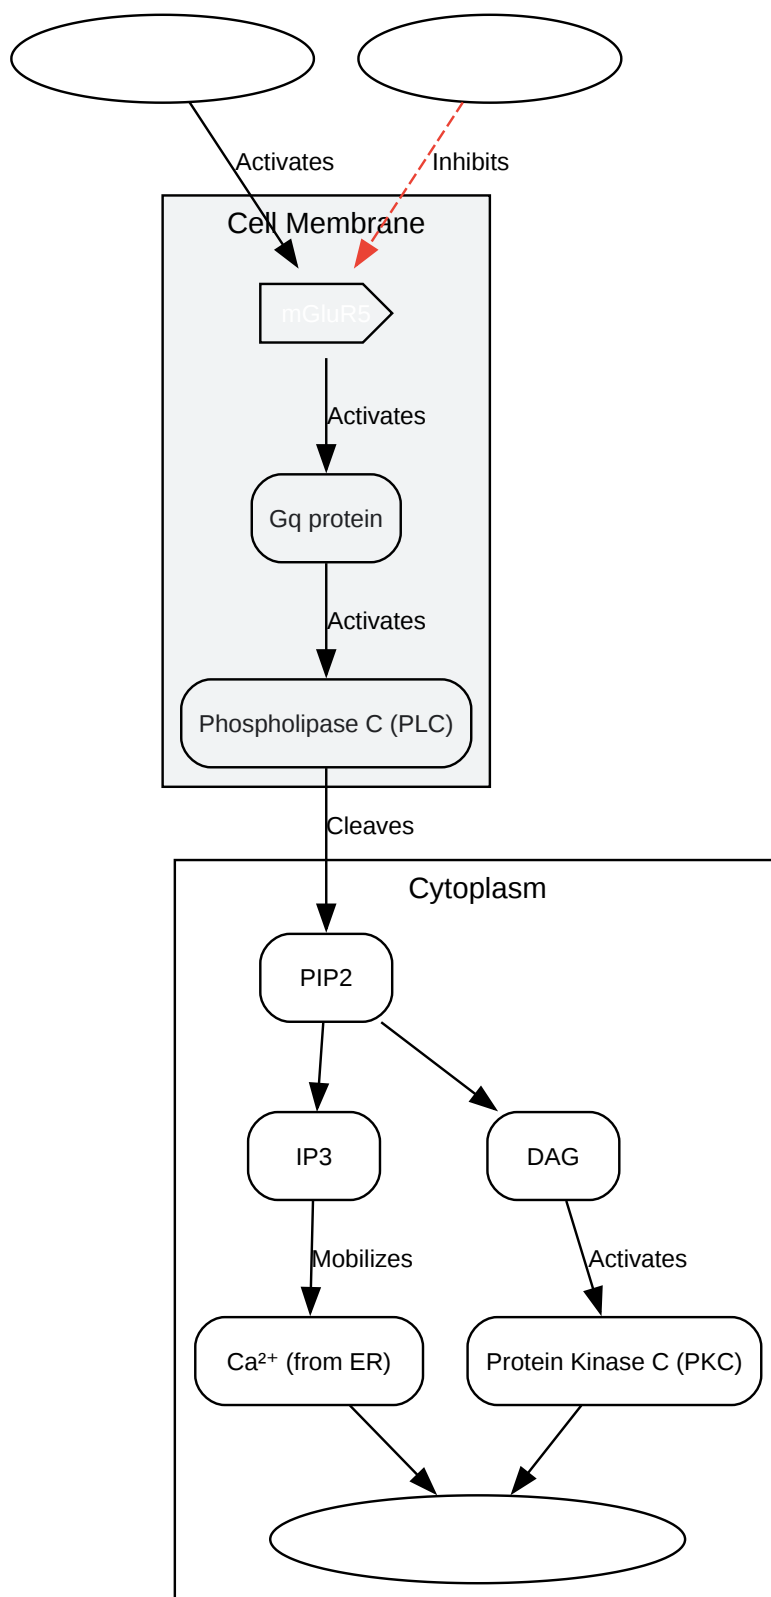 Activates
Inhibits
Cell Membrane
mGluR5
Activates
Gq protein
Activates
Phospholipase C (PLC)
Cleaves
Cytoplasm
PIP2
IP3
DAG
Mobilizes
Activates
Ca²⁺ (from ER)
Protein Kinase C (PKC)